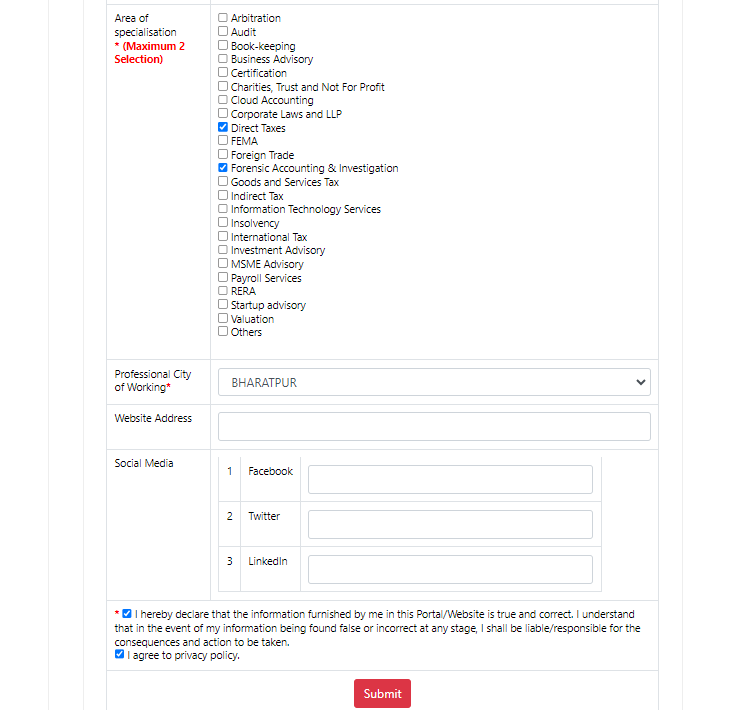 Area of
specialisation
* (Maximum 2
Selection)
Arbitration
Audit
Book-keeping
Business Advisory
Certification
Charities, Trust and Not For Profit
Cloud Accounting
Corporate Laws and LLP
Direct Taxes
FEMA
Foreign Trade
Forensic Accounting & Investigation
Goods and Services Tax
Indirect Tax
Information Technology Services
Insolvency
International Tax
Investment Advisory
MSME Advisory
Payroll Services
RERA
Startup advisory
Valuation
Others
Professional City
of Working*
BHARATPUR
Website Address
Social Media
1 Facebook
2 Twitter
3 LinkedIn
* I hereby declare that the information furnished by me in this Portal/Website is true and correct. I understand
that in the event of my information being found false or incorrect at any stage, I shall be liable/responsible for the
consequences and action to be taken.
I agree to privacy policy.
Submit